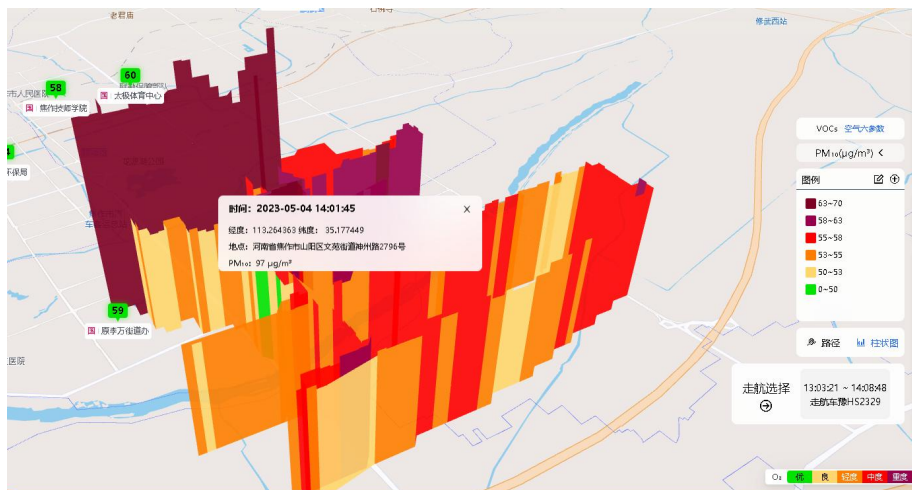 老君庙
修武西站
60
国 太极体育中心
58
国 焦作技师学院
环保局
59
国 原李万街道办
医院
时间：2023-05-04 14:01:45 X
经度：113.264363 纬度：35.177449
地点：河南省焦作市山阳区文苑街道神州路2796号
PM₁₀：97 μg/m³
VOCs 空气六参数
PM₁₀(μg/m³) <
图例
63~70
58~63
55~58
53~55
50~53
0~50
路径 柱状图
走航选择
13:03:21 ~ 14:08:48
走航车豫HS2329
O₃ 优 良 轻度 中度 重度